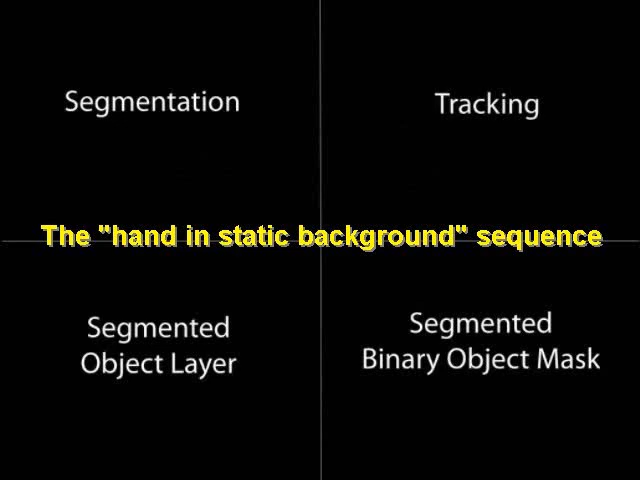 Segmentation
Tracking
The "hand in static background" sequence
Segmented
Object Layer
Segmented
Binary Object Mask